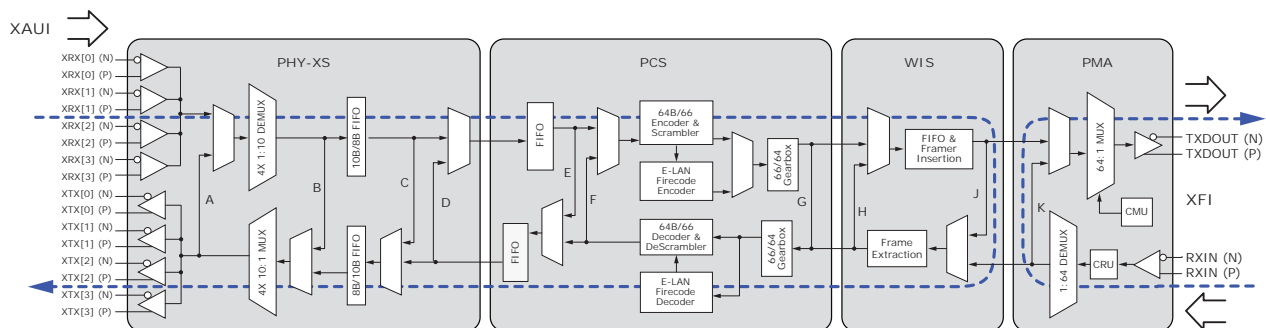 XAUI
PHY-XS
PCS
WIS
PMA
XRX[0] (N)
XRX[0] (P)
XRX[1] (N)
XRX[1] (P)
XRX[2] (N)
XRX[2] (P)
XRX[3] (N)
XRX[3] (P)
XTX[0] (N)
XTX[0] (P)
XTX[1] (N)
XTX[1] (P)
XTX[2] (N)
XTX[2] (P)
XTX[3] (N)
XTX[3] (P)
A
4X 1:10 DEMUX
4X 10:1 MUX
B
10B/8B FIFO
8B/10B FIFO
C
D
FIFO
FIFO
E
F
64B/66
Encoder &
Scrambler
E-LAN
Firecode
Encoder
64B/66
Decoder &
DeScrambler
E-LAN
Firecode
Decoder
66/64
Gearbox
66/64
Gearbox
G
H
FIFO &
Framer
Insertion
Frame
Extraction
J
K
64:1 MUX
1:64 DEMUX
CMU
CRU
TXDOUT (N)
TXDOUT (P)
XFI
RXIN (N)
RXIN (P)